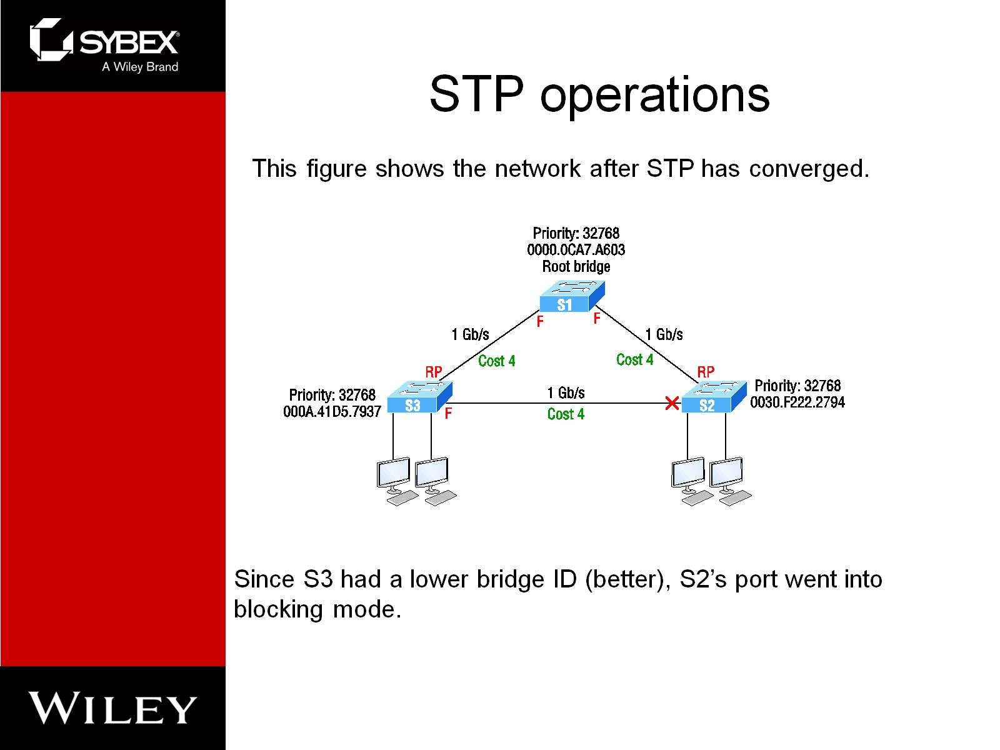 SYBEX®
A Wiley Brand
STP operations
This figure shows the network after STP has converged.
Priority: 32768
0000.0CA7.A603
Root bridge
S1
F
F
1 Gb/s
1 Gb/s
Cost 4
Cost 4
RP
RP
Priority: 32768
000A.41D5.7937
S3
F
1 Gb/s
Cost 4
S2
Priority: 32768
0030.F222.2794
Since S3 had a lower bridge ID (better), S2’s port went into
blocking mode.
WILEY